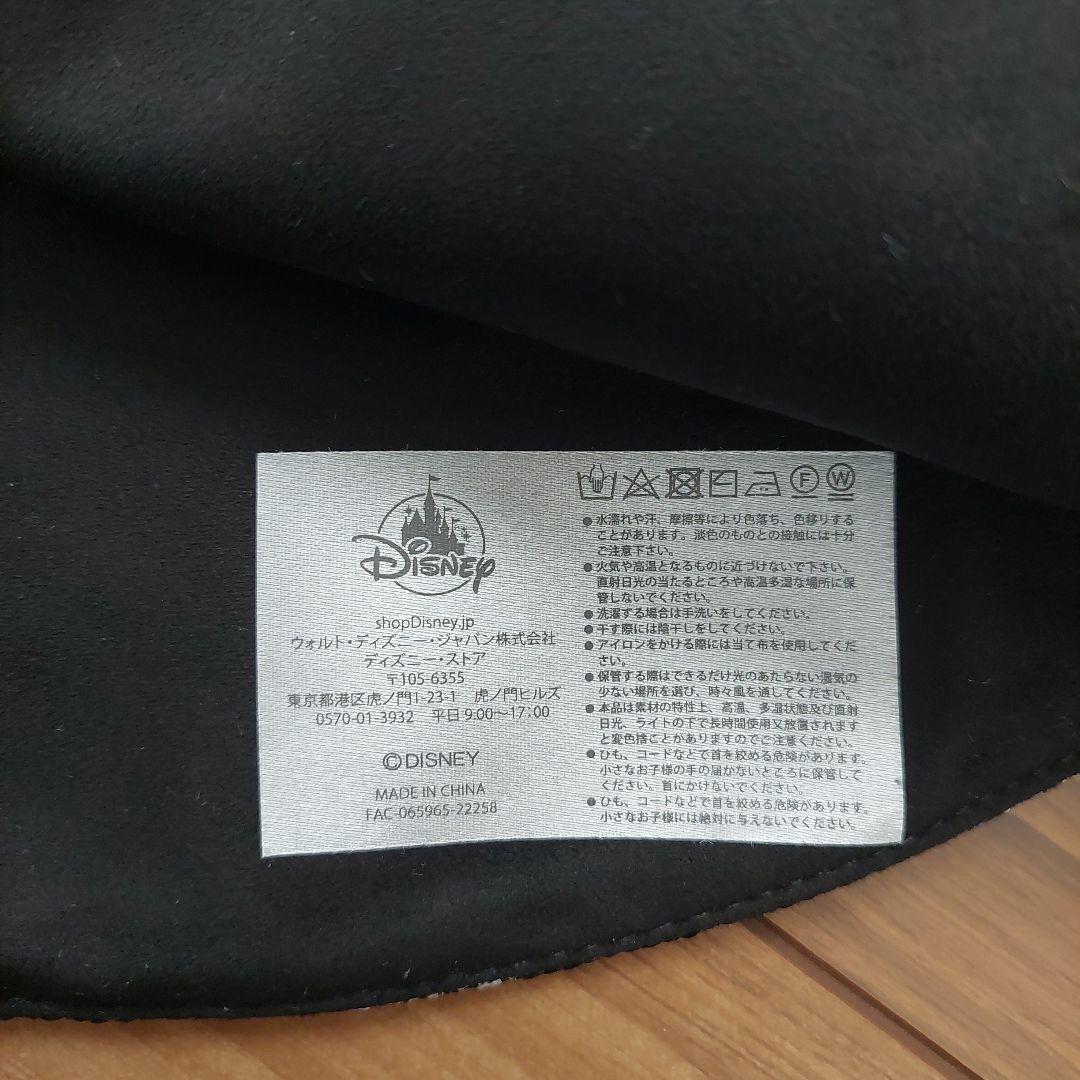 DISNEY
shopDisney.jp
ウォルト・ディズニー・ジャパン株式会社
ディズニー・ストア
〒105-6355
東京都港区虎ノ門1-23-1 虎ノ門ヒルズ
0570-01-3932 平日 9:00〜17:00
©DISNEY
MADE IN CHINA
FAC-065965-22258
F W
●水濡れや汗、摩擦等により色落ち、色移りする
ことがあります。淡色のものとの接触には十分
ご注意下さい。
●火気や高温となるものに近づけないで下さい。
直射日光の当たるところや高温多湿な場所に保
管しないでください。
●洗濯する場合は手洗いをしてください。
●干す際には陰干しをしてください。
●アイロンをかける際には当て布を使用してくだ
さい。
●保管する際はできるだけ光のあたらない湿気の
少ない場所を選び、時々風を通してください。
●本品は素材の特性上、高温、多湿状態及び直射
日光、ライトの下で長時間使用又放置されます
と変色することがありますのでご注意ください。
●ひも、コードなどで首を絞める危険があります。
小さなお子様の手の届かないところに保管して
ください。首にかけないでください。
●ひも、コードなどで首を絞める危険があります。
小さなお子様には絶対に与えないでください。